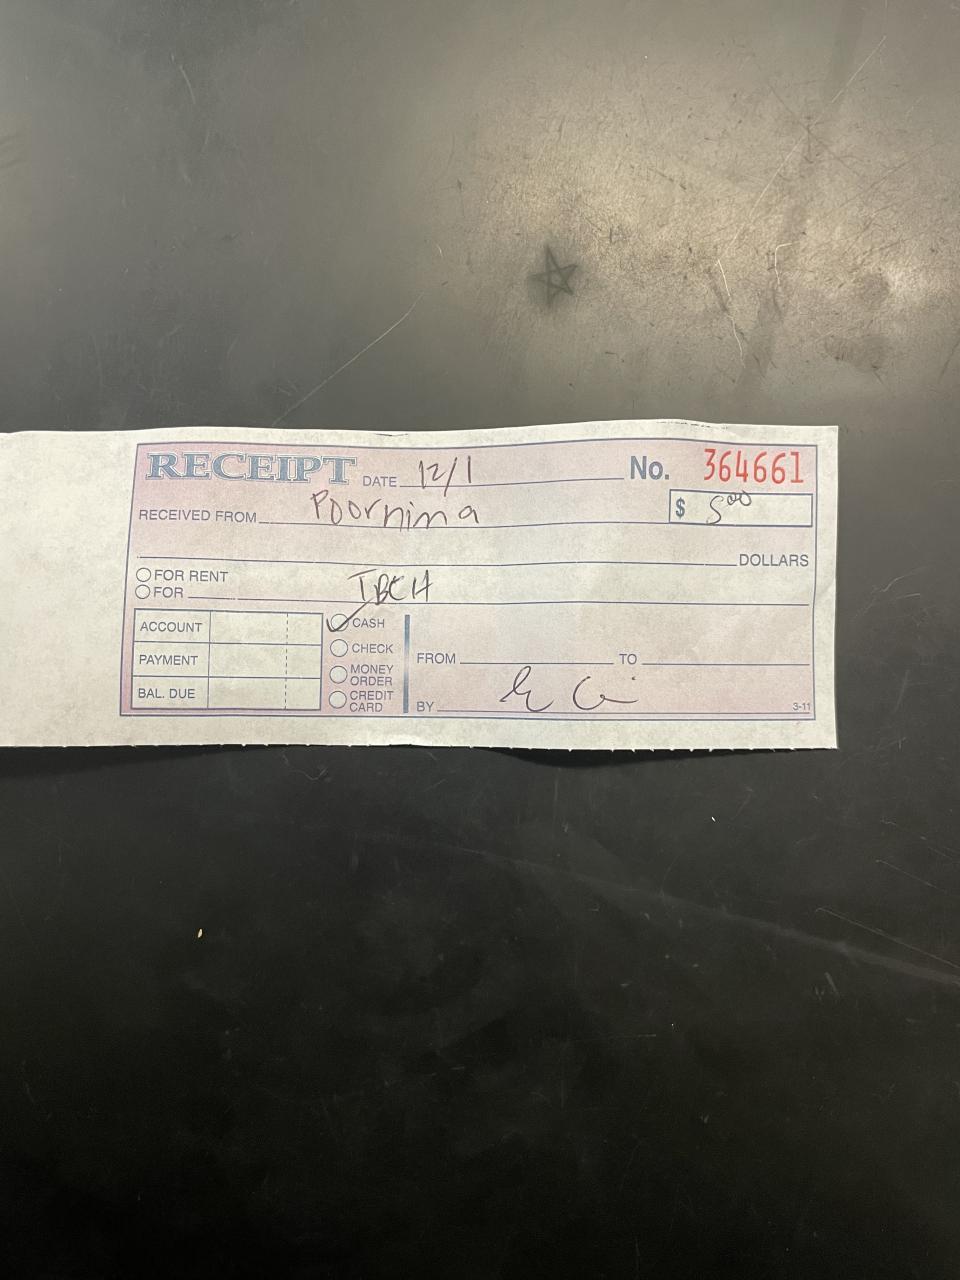 RECEIPT DATE 12/1 No. 364661
RECEIVED FROM Poornima $ 5.00
DOLLARS
FOR RENT
FOR IBCH
ACCOUNT
PAYMENT
BAL. DUE
CASH
CHECK
MONEY ORDER
CREDIT CARD
FROM TO
BY
3-11